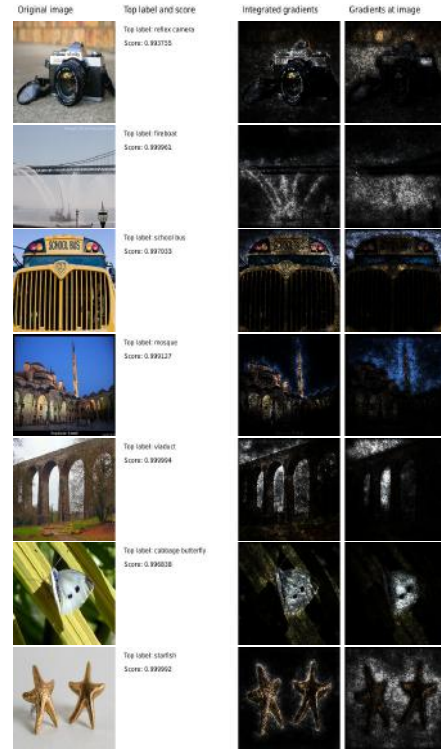 Original image
Top label and score
Integrated gradients
Gradients at image
Top label: reflex camera
Score: 0.993755
Top label: fireboat
Score: 0.999961
SCHOOL BUS
Top label: school bus
Score: 0.997033
Top label: mosque
Score: 0.999127
Top label: viaduct
Score: 0.999994
Top label: cabbage butterfly
Score: 0.996838
Top label: starfish
Score: 0.999992